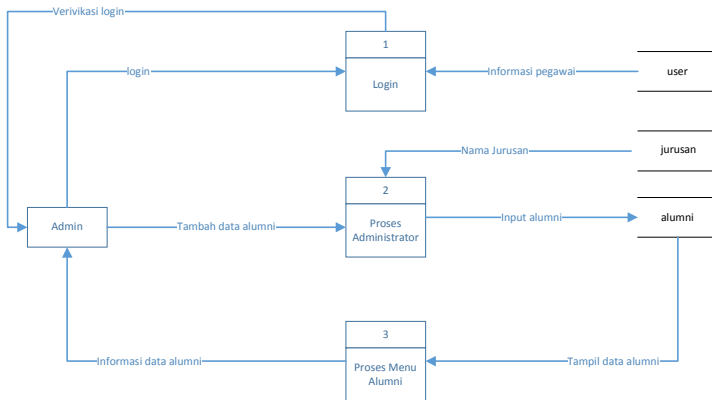 Verivikasi login
1
login
Login
Informasi pegawai
user
Nama Jurusan
jurusan
2
Admin
Tambah data alumni
Proses
Administrator
Input alumni
alumni
3
Informasi data alumni
Proses Menu
Alumni
Tampil data alumni